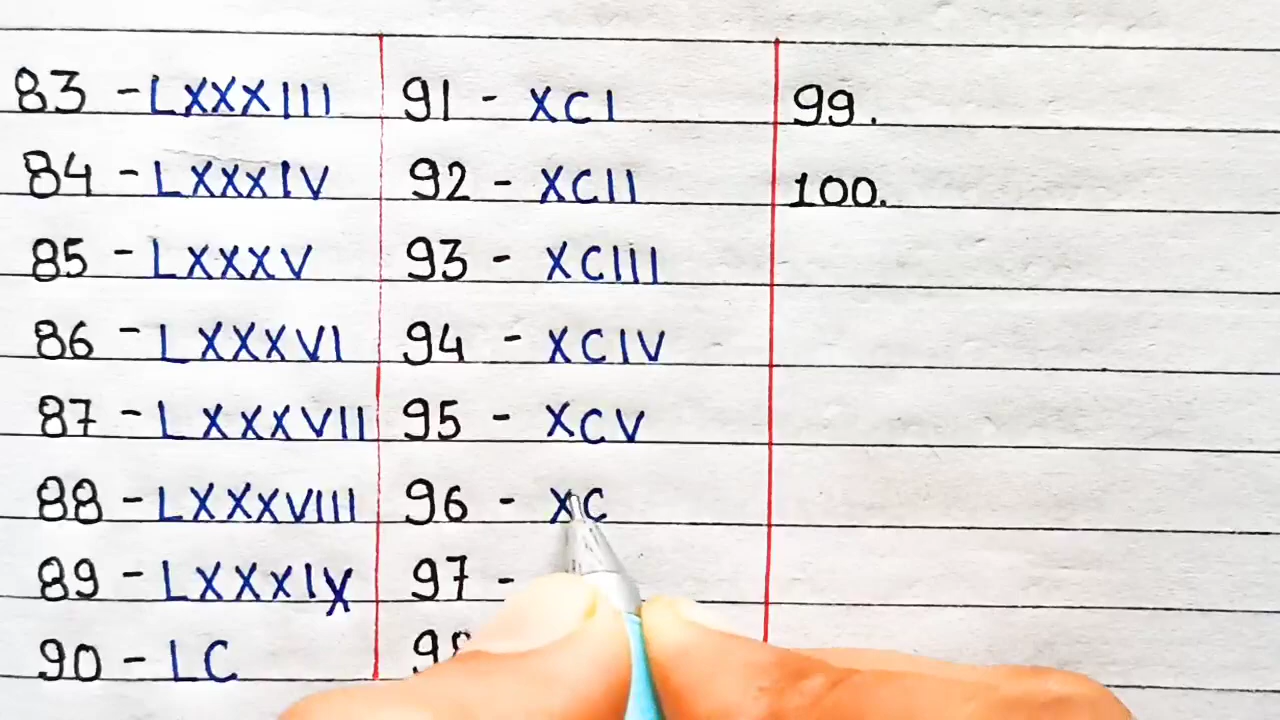 83 - LXXXIII
84 - LXXXIV
85 - LXXXV
86 - LXXXVI
87 - LXXXVII
88 - LXXXVIII
89 - LXXXIX
90 - LC
91 - XCI
92 - XCII
93 - XCIII
94 - XCIV
95 - XCV
96 - XC
97 -
99.
100.